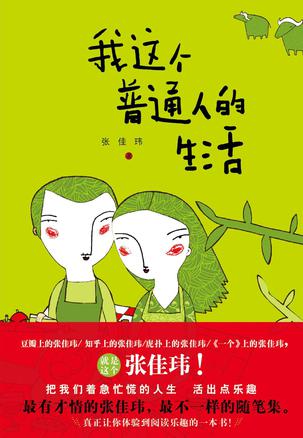 我这个
普通人的
生活
张佳玮
著
豆瓣上的张佳玮/知乎上的张佳玮/虎扑上的张佳玮/《一个》上的张佳玮，
就是这个
张佳玮！
把我们着急忙慌的人生 活出点乐趣
最有才情的张佳玮，最不一样的随笔集。
真正让你体验到阅读乐趣的一本书！